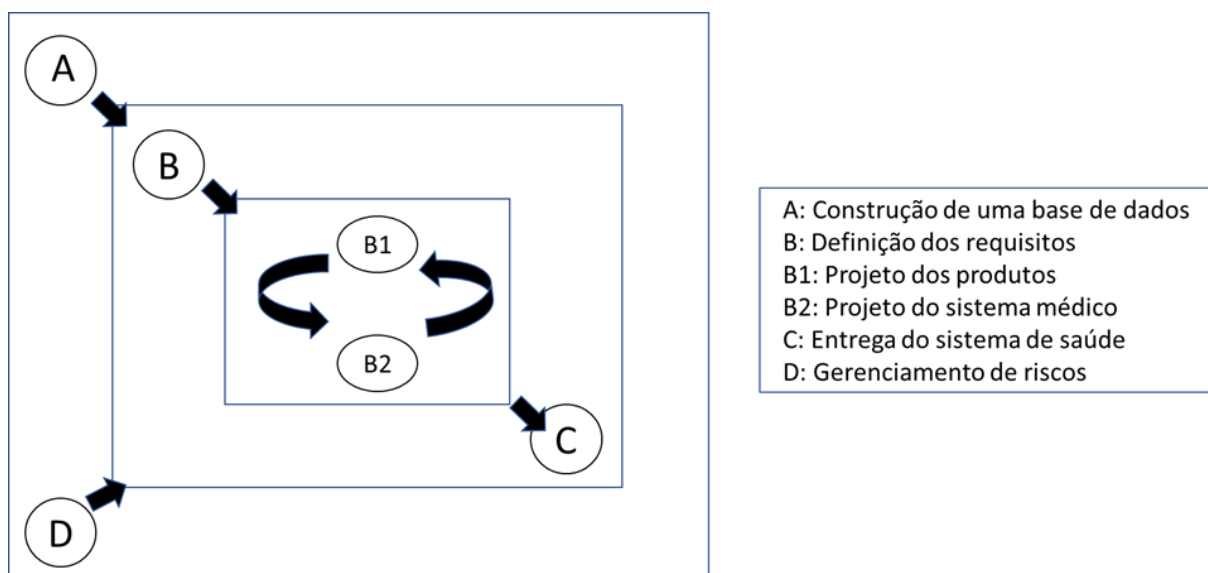 A
B
B1
B2
C
D
A: Construção de uma base de dados
B: Definição dos requisitos
B1: Projeto dos produtos
B2: Projeto do sistema médico
C: Entrega do sistema de saúde
D: Gerenciamento de riscos